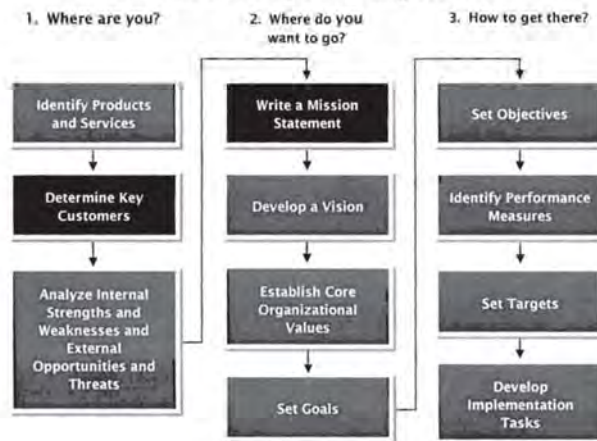 1. Where are you?
Identify Products
and Services
Determine Key
Customers
Analyze Internal
Strengths and
Weaknesses and
External
Opportunities and
Threats
2. Where do you
want to go?
Write a Mission
Statement
Develop a Vision
Establish Core
Organizational
Values
Set Goals
3. How to get there?
Set Objectives
Identify Performance
Measures
Set Targets
Develop
Implementation
Tasks